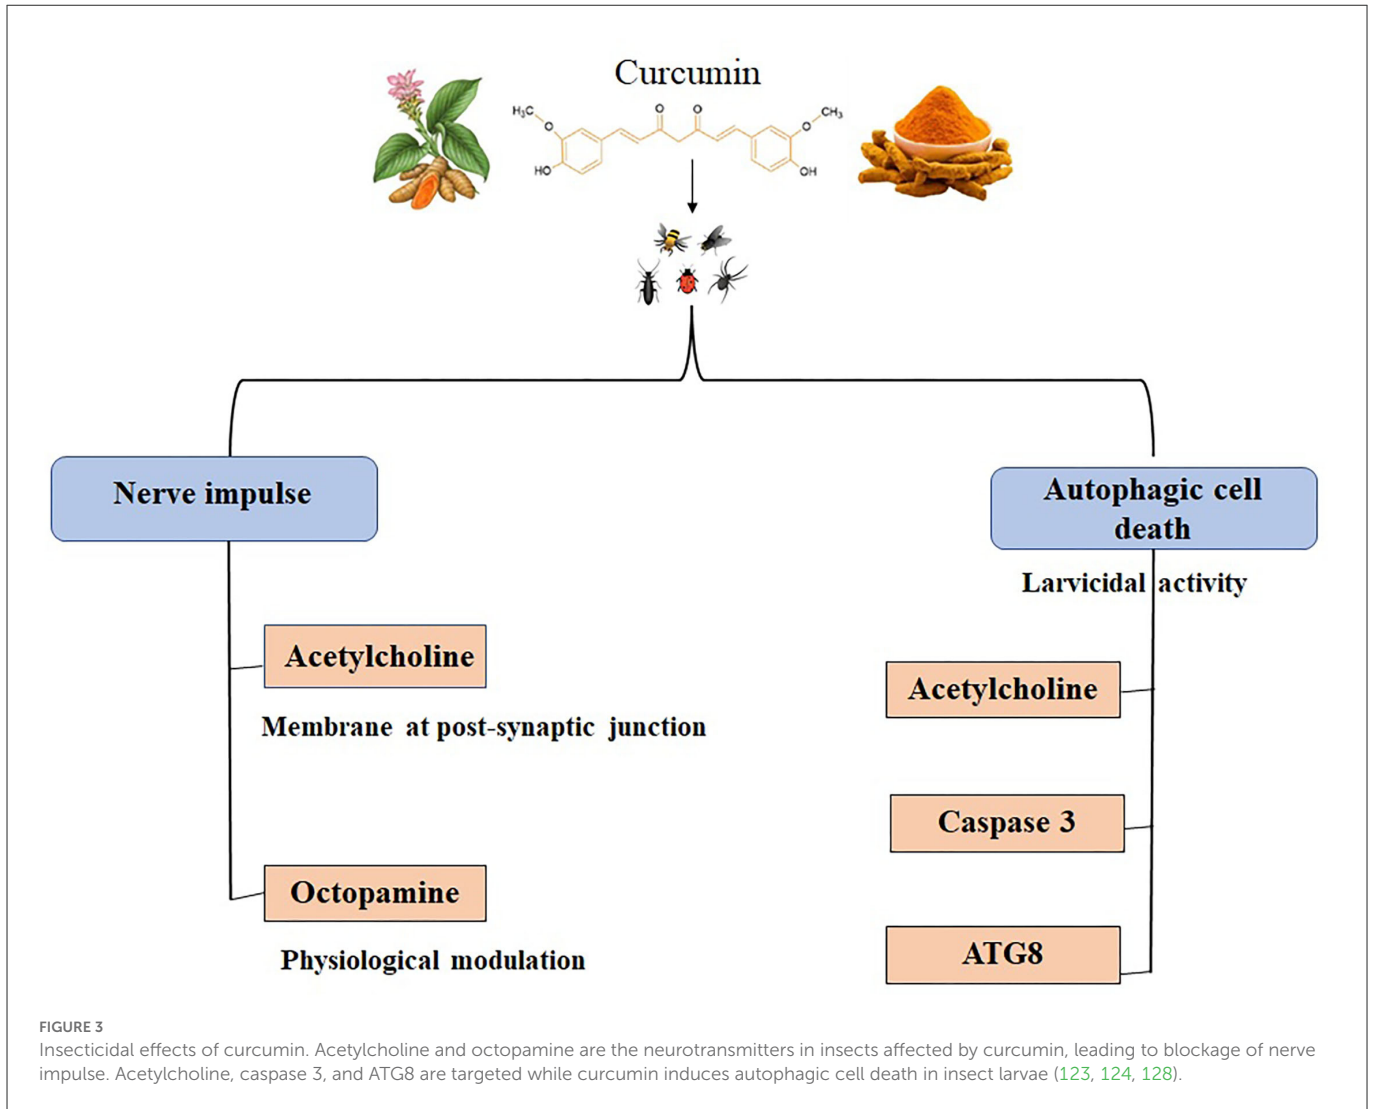 Curcumin
H₃C
O
O
O
O
CH₃
HO
OH
Nerve impulse
Autophagic cell
death
Larvicidal activity
Acetylcholine
Acetylcholine
Membrane at post-synaptic junction
Caspase 3
Octopamine
ATG8
Physiological modulation
FIGURE 3
Insecticidal effects of curcumin. Acetylcholine and octopamine are the neurotransmitters in insects affected by curcumin, leading to blockage of nerve
impulse. Acetylcholine, caspase 3, and ATG8 are targeted while curcumin induces autophagic cell death in insect larvae (123, 124, 128).